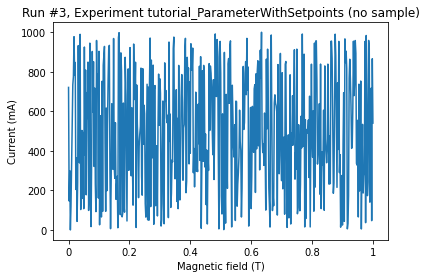 Run #3, Experiment tutorial_ParameterWithSetpoints (no sample)
1000
800
600
400
200
0
Current (mA)
0 0.2 0.4 0.6 0.8 1
Magnetic field (T)